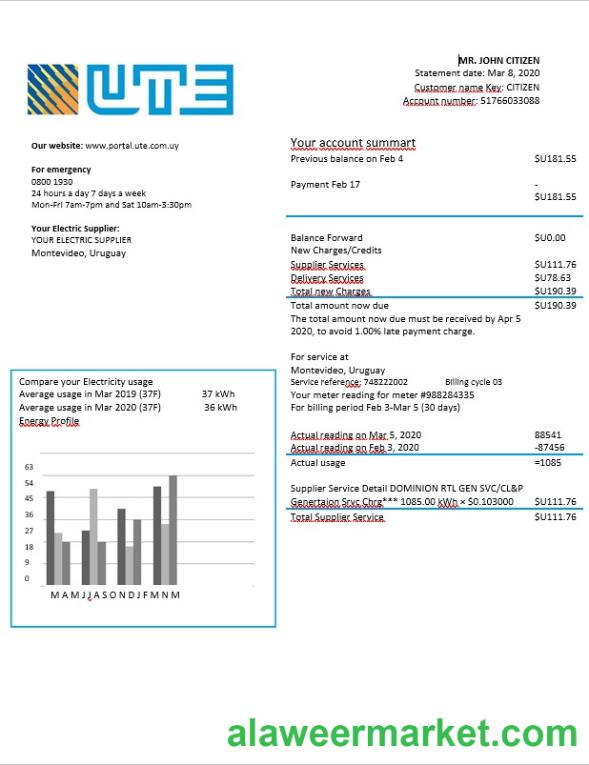 UTE
MR. JOHN CITIZEN
Statement date: Mar 8, 2020
Customer name Key: CITIZEN
Account number: 51766033088
Our website: www.portal.ute.com.uy
For emergency
0800 1930
24 hours a day 7 days a week
Mon-Fri 7am-7pm and Sat 10am-3:30pm
Your Electric Supplier:
YOUR ELECTRIC SUPPLIER
Montevideo, Uruguay
Your account summart
Previous balance on Feb 4 $U181.55
Payment Feb 17 -
$U181.55
Balance Forward $U0.00
New Charges/Credits
Supplier Services $U111.76
Delivery Services $U78.63
Total new Charges $U190.39
Total amount now due $U190.39
The total amount now due must be received by Apr 5
2020, to avoid 1.00% late payment charge.
For service at
Montevideo, Uruguay
Service reference: 748222002 Billing cycle 03
Your meter reading for meter #988284335
For billing period Feb 3-Mar 5 (30 days)
Actual reading on Mar 5, 2020 88541
Actual reading on Feb 3, 2020 -87456
Actual usage =1085
Supplier Service Detail DOMINION RTL GEN SVC/CL&P
Genertaion Srvc Chrg*** 1085.00 kWh × $0.103000 $U111.76
Total Supplier Service $U111.76
Compare your Electricity usage
Average usage in Mar 2019 (37F) 37 kWh
Average usage in Mar 2020 (37F) 36 kWh
Energy Profile
63
54
45
36
27
18
9
0
M A M J J A S O N D J F M N M
alaweermarket.com